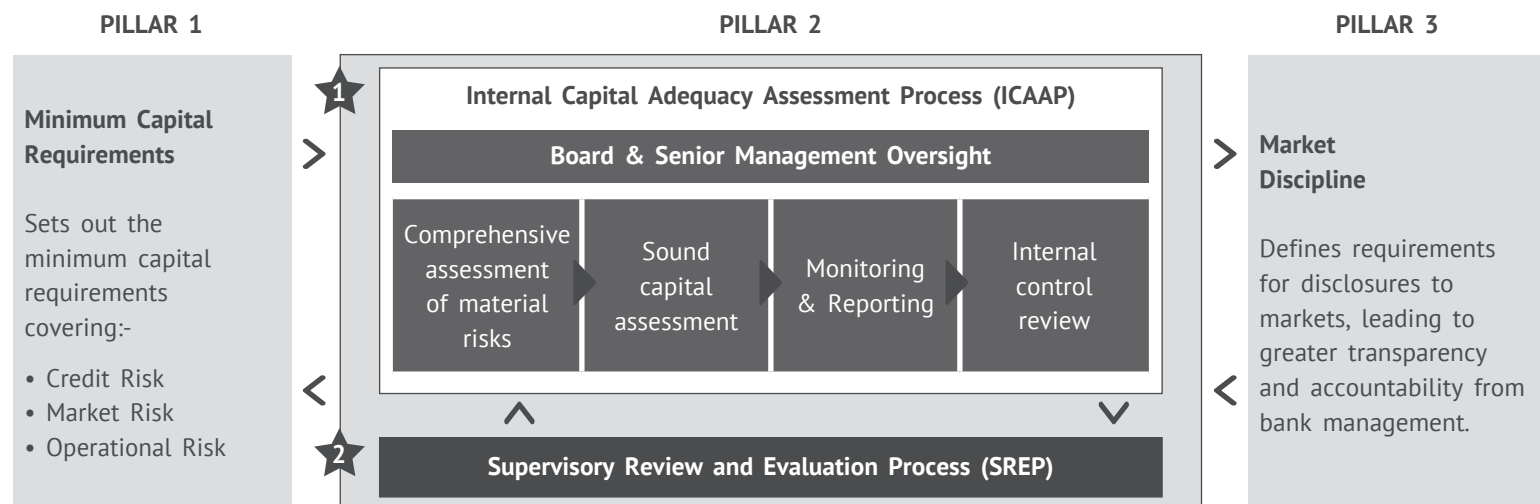 PILLAR 1
PILLAR 2
PILLAR 3
Minimum Capital
Requirements
Sets out the
minimum capital
requirements
covering:-
• Credit Risk
• Market Risk
• Operational Risk
1
Internal Capital Adequacy Assessment Process (ICAAP)
Board & Senior Management Oversight
Comprehensive
assessment
of material
risks
Sound
capital
assessment
Monitoring
& Reporting
Internal
control
review
2
Supervisory Review and Evaluation Process (SREP)
Market
Discipline
Defines requirements
for disclosures to
markets, leading to
greater transparency
and accountability from
bank management.